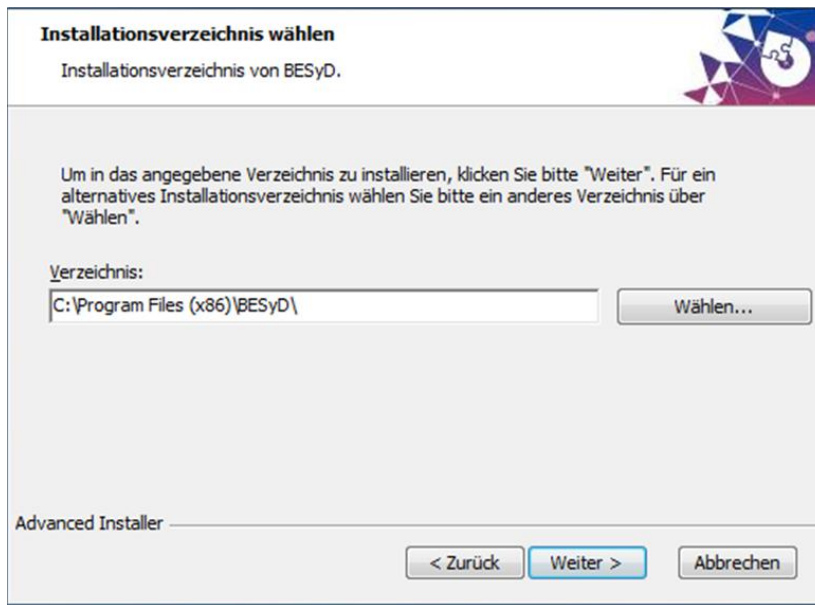 Installationsverzeichnis wählen
Installationsverzeichnis von BESyD.
Um in das angegebene Verzeichnis zu installieren, klicken Sie bitte "Weiter". Für ein
alternatives Installationsverzeichnis wählen Sie bitte ein anderes Verzeichnis über
"Wählen".
Verzeichnis:
C:\Program Files (x86)\BESyD\
Wählen...
Advanced Installer
< Zurück
Weiter >
Abbrechen